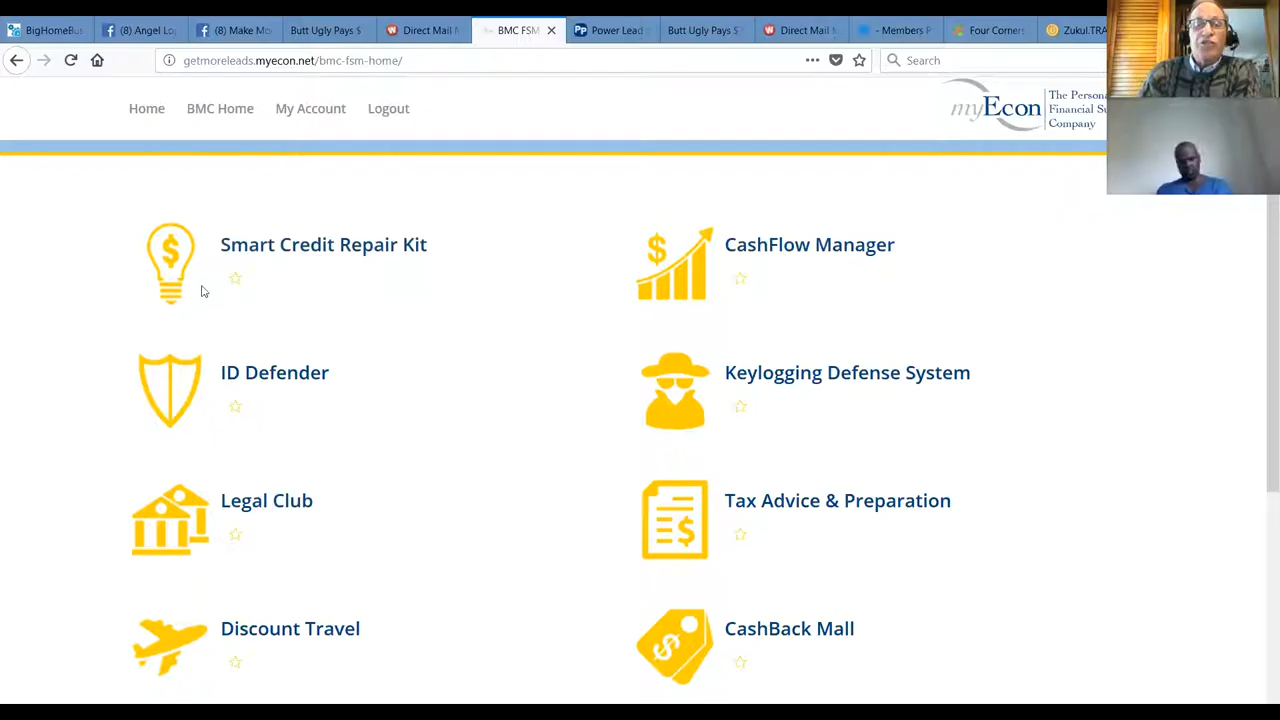 BigHomeBu
(8) Angel Lo
(8) Make Mo
Butt Ugly Pays $
Direct Mail
BMC FSM
Power Lead
Butt Ugly Pays $
Direct Mail
- Members P
Four Corners
Zukul.TRA
getmoreleads.myecon.net/bmc-fsm-home/
Search
Home
BMC Home
My Account
Logout
myEcon
The Persona
Financial Su
Company
Smart Credit Repair Kit
CashFlow Manager
ID Defender
Keylogging Defense System
Legal Club
Tax Advice & Preparation
Discount Travel
CashBack Mall